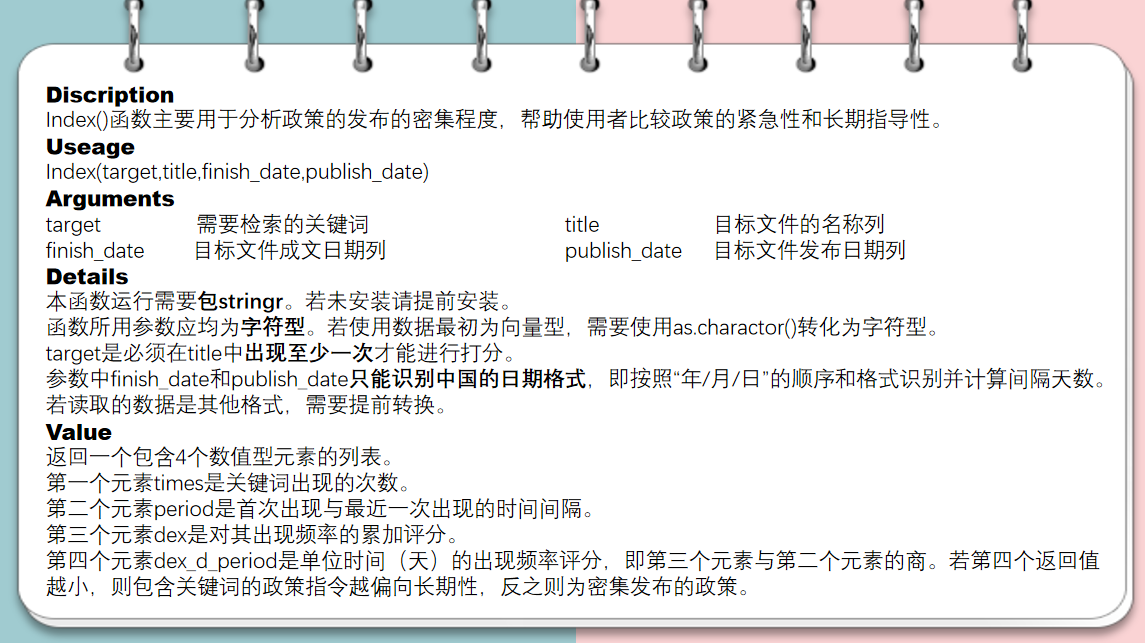 Discription
Index()函数主要用于分析政策的发布的密集程度，帮助使用者比较政策的紧急性和长期指导性。
Useage
Index(target,title,finish_date,publish_date)
Arguments
target 需要检索的关键词 title 目标文件的名称列
finish_date 目标文件成文日期列 publish_date 目标文件发布日期列
Details
本函数运行需要包stringr。若未安装请提前安装。
函数所用参数应均为字符型。若使用数据最初为向量型，需要使用as.charactor()转化为字符型。
target是必须在title中出现至少一次才能进行打分。
参数中finish_date和publish_date只能识别中国的日期格式，即按照“年/月/日”的顺序和格式识别并计算间隔天数。
若读取的数据是其他格式，需要提前转换。
Value
返回一个包含4个数值型元素的列表。
第一个元素times是关键词出现的次数。
第二个元素period是首次出现与最近一次出现的时间间隔。
第三个元素dex是对其出现频率的累加评分。
第四个元素dex_d_period是单位时间（天）的出现频率评分，即第三个元素与第二个元素的商。若第四个返回值
越小，则包含关键词的政策指令越偏向长期性，反之则为密集发布的政策。